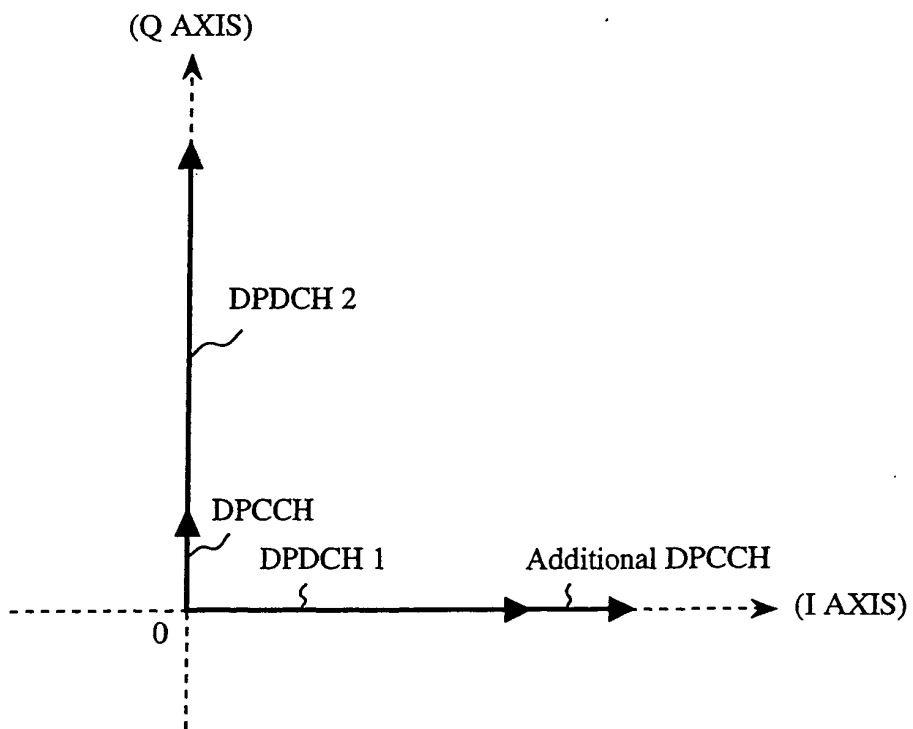 (Q AXIS)
DPDCH 2
DPCCH
DPDCH 1
Additional DPCCH
(I AXIS)
0